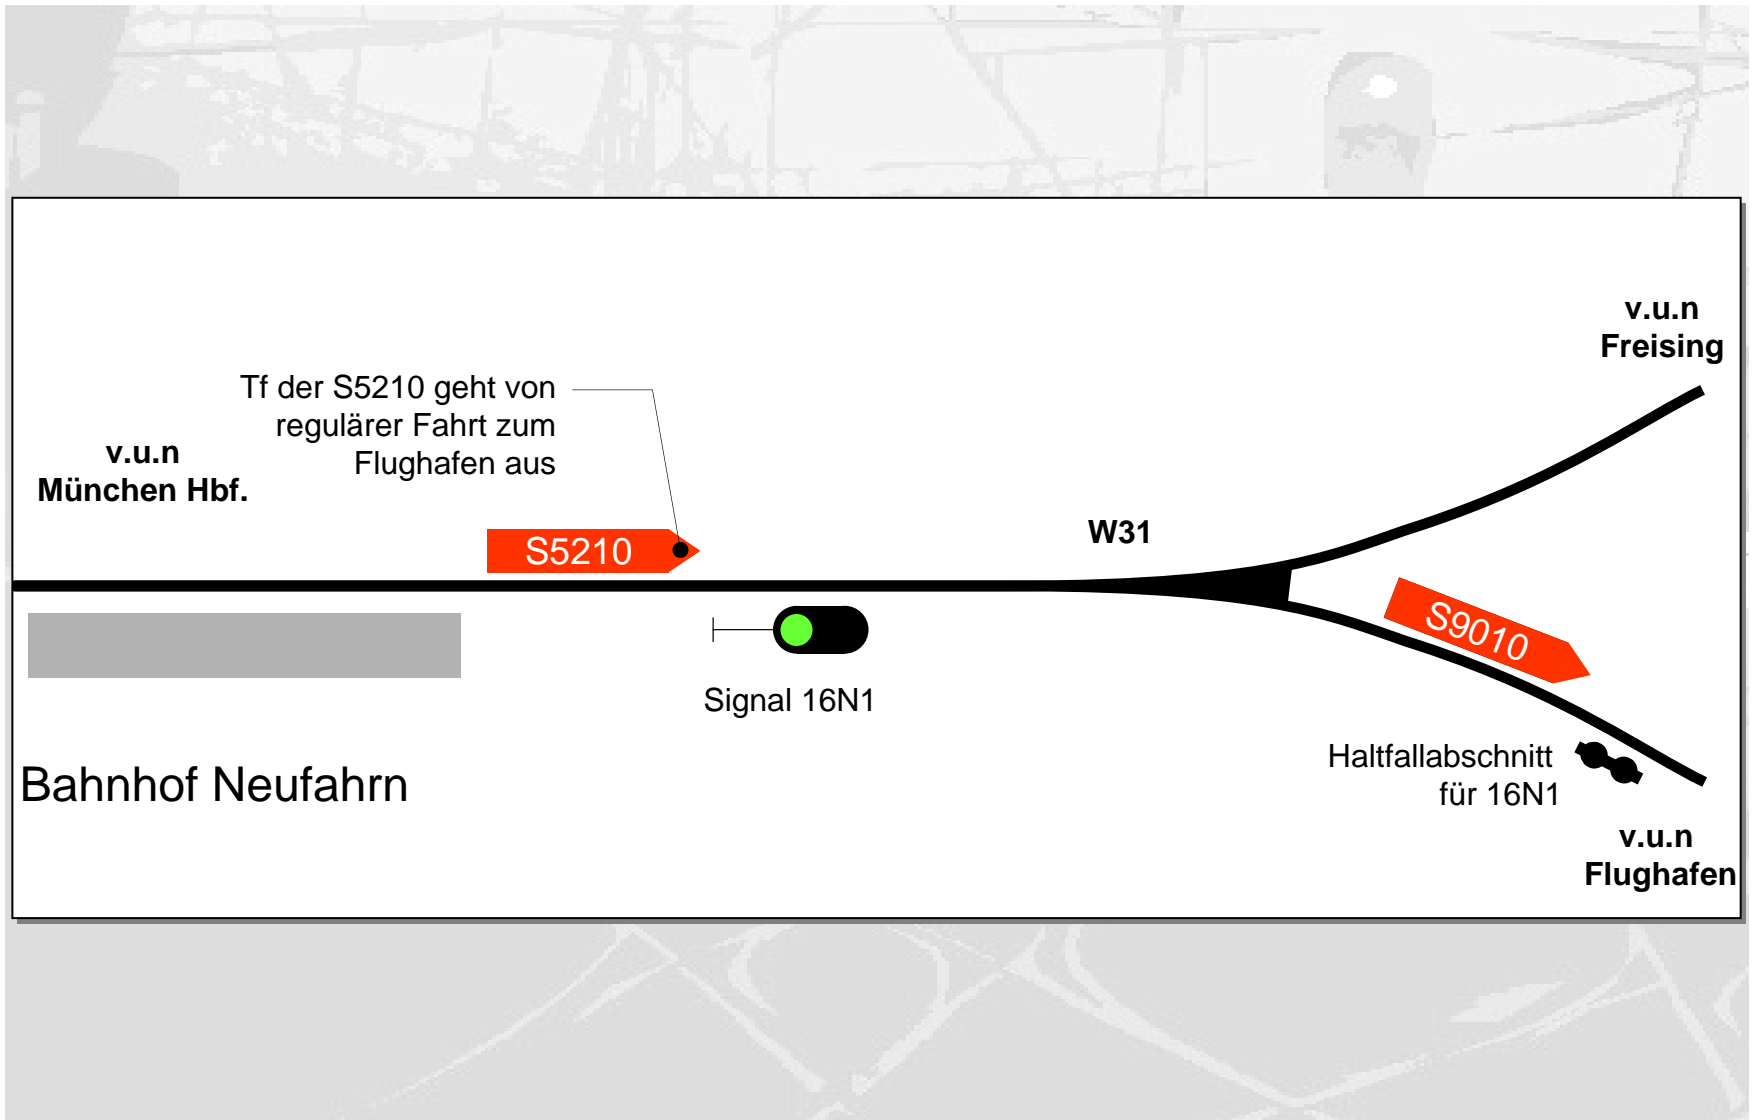 v.u.n
Freising
Tf der S5210 geht von
regulärer Fahrt zum
Flughafen aus
v.u.n
München Hbf.
W31
S5210
S9010
Signal 16N1
Haltfallabschnitt
für 16N1
Bahnhof Neufahrn
v.u.n
Flughafen